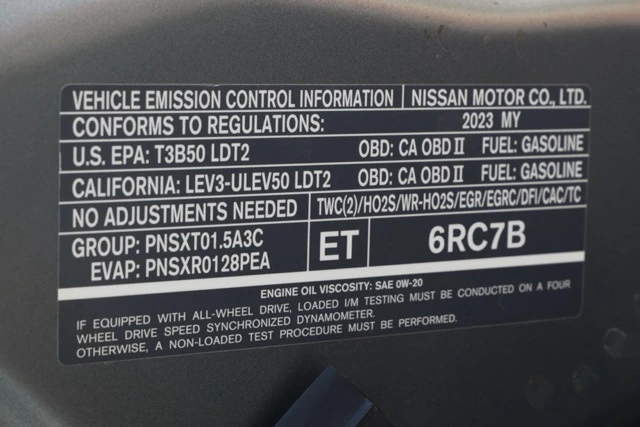 VEHICLE EMISSION CONTROL INFORMATION NISSAN MOTOR CO., LTD.
CONFORMS TO REGULATIONS: 2023 MY
U.S. EPA: T3B50 LDT2 OBD: CA OBD II FUEL: GASOLINE
CALIFORNIA: LEV3-ULEV50 LDT2 OBD: CA OBD II FUEL: GASOLINE
NO ADJUSTMENTS NEEDED TWC(2)/HO2S/WR-HO2S/EGR/EGRC/DFI/CAC/TC
GROUP: PNSXT01.5A3C
EVAP: PNSXR0128PEA
ET 6RC7B
ENGINE OIL VISCOSITY: SAE 0W-20
IF EQUIPPED WITH ALL-WHEEL DRIVE, LOADED I/M TESTING MUST BE CONDUCTED ON A FOUR
WHEEL DRIVE SPEED SYNCHRONIZED DYNAMOMETER.
OTHERWISE, A NON-LOADED TEST PROCEDURE MUST BE PERFORMED.